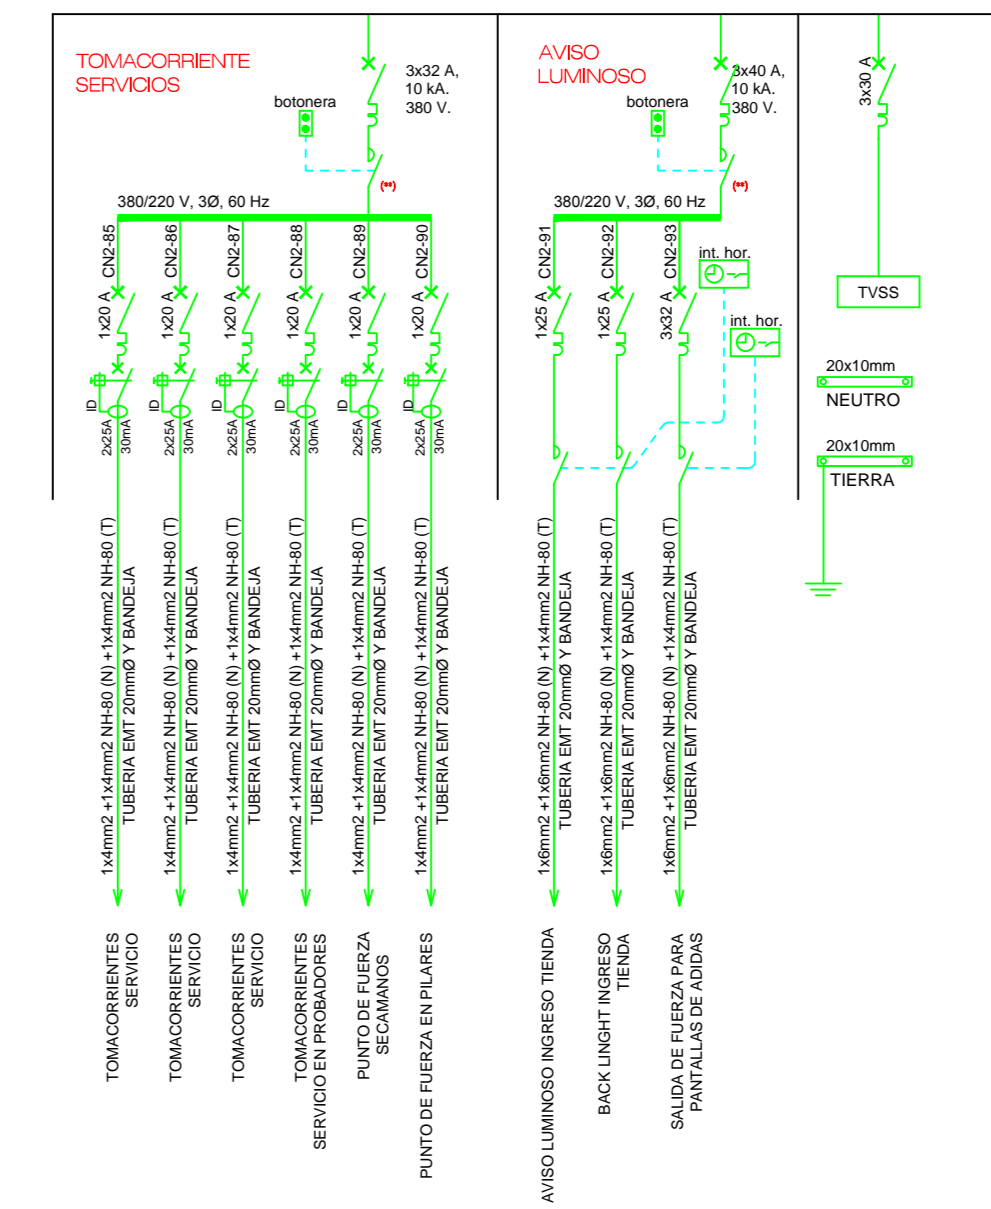 TOMACORRIENTE
SERVICIOS
3x32 A,
10 kA.
380 V.
botonera
(**)
380/220 V, 3Ø, 60 Hz
CN2-85
1x20 A
ID
2x25A
30mA
1x4mm2 +1x4mm2 NH-80 (N) +1x4mm2 NH-80 (T)
TUBERIA EMT 20mmØ Y BANDEJA
TOMACORRIENTES
SERVICIO
CN2-86
1x20 A
ID
2x25A
30mA
1x4mm2 +1x4mm2 NH-80 (N) +1x4mm2 NH-80 (T)
TUBERIA EMT 20mmØ Y BANDEJA
TOMACORRIENTES
SERVICIO
CN2-87
1x20 A
ID
2x25A
30mA
1x4mm2 +1x4mm2 NH-80 (N) +1x4mm2 NH-80 (T)
TUBERIA EMT 20mmØ Y BANDEJA
TOMACORRIENTES
SERVICIO
CN2-88
1x20 A
ID
2x25A
30mA
1x4mm2 +1x4mm2 NH-80 (N) +1x4mm2 NH-80 (T)
TUBERIA EMT 20mmØ Y BANDEJA
TOMACORRIENTES
SERVICIO EN PROBADORES
CN2-89
1x20 A
ID
2x25A
30mA
1x4mm2 +1x4mm2 NH-80 (N) +1x4mm2 NH-80 (T)
TUBERIA EMT 20mmØ Y BANDEJA
PUNTO DE FUERZA
SECAMANOS
CN2-90
1x20 A
ID
2x25A
30mA
1x4mm2 +1x4mm2 NH-80 (N) +1x4mm2 NH-80 (T)
TUBERIA EMT 20mmØ Y BANDEJA
PUNTO DE FUERZA EN PILARES
AVISO
LUMINOSO
3x40 A,
10 kA.
380 V.
botonera
(**)
380/220 V, 3Ø, 60 Hz
CN2-91
1x25 A
1x6mm2 +1x6mm2 NH-80 (N) +1x4mm2 NH-80 (T)
TUBERIA EMT 20mmØ Y BANDEJA
AVISO LUMINOSO INGRESO TIENDA
CN2-92
1x25 A
1x6mm2 +1x6mm2 NH-80 (N) +1x4mm2 NH-80 (T)
TUBERIA EMT 20mmØ Y BANDEJA
BACK LINGHT INGRESO
TIENDA
CN2-93
3x32 A
1x6mm2 +1x6mm2 NH-80 (N) +1x4mm2 NH-80 (T)
TUBERIA EMT 20mmØ Y BANDEJA
SALIDA DE FUERZA PARA
PANTALLAS DE ADIDAS
int. hor.
int. hor.
3x30 A
TVSS
20x10mm
NEUTRO
20x10mm
TIERRA